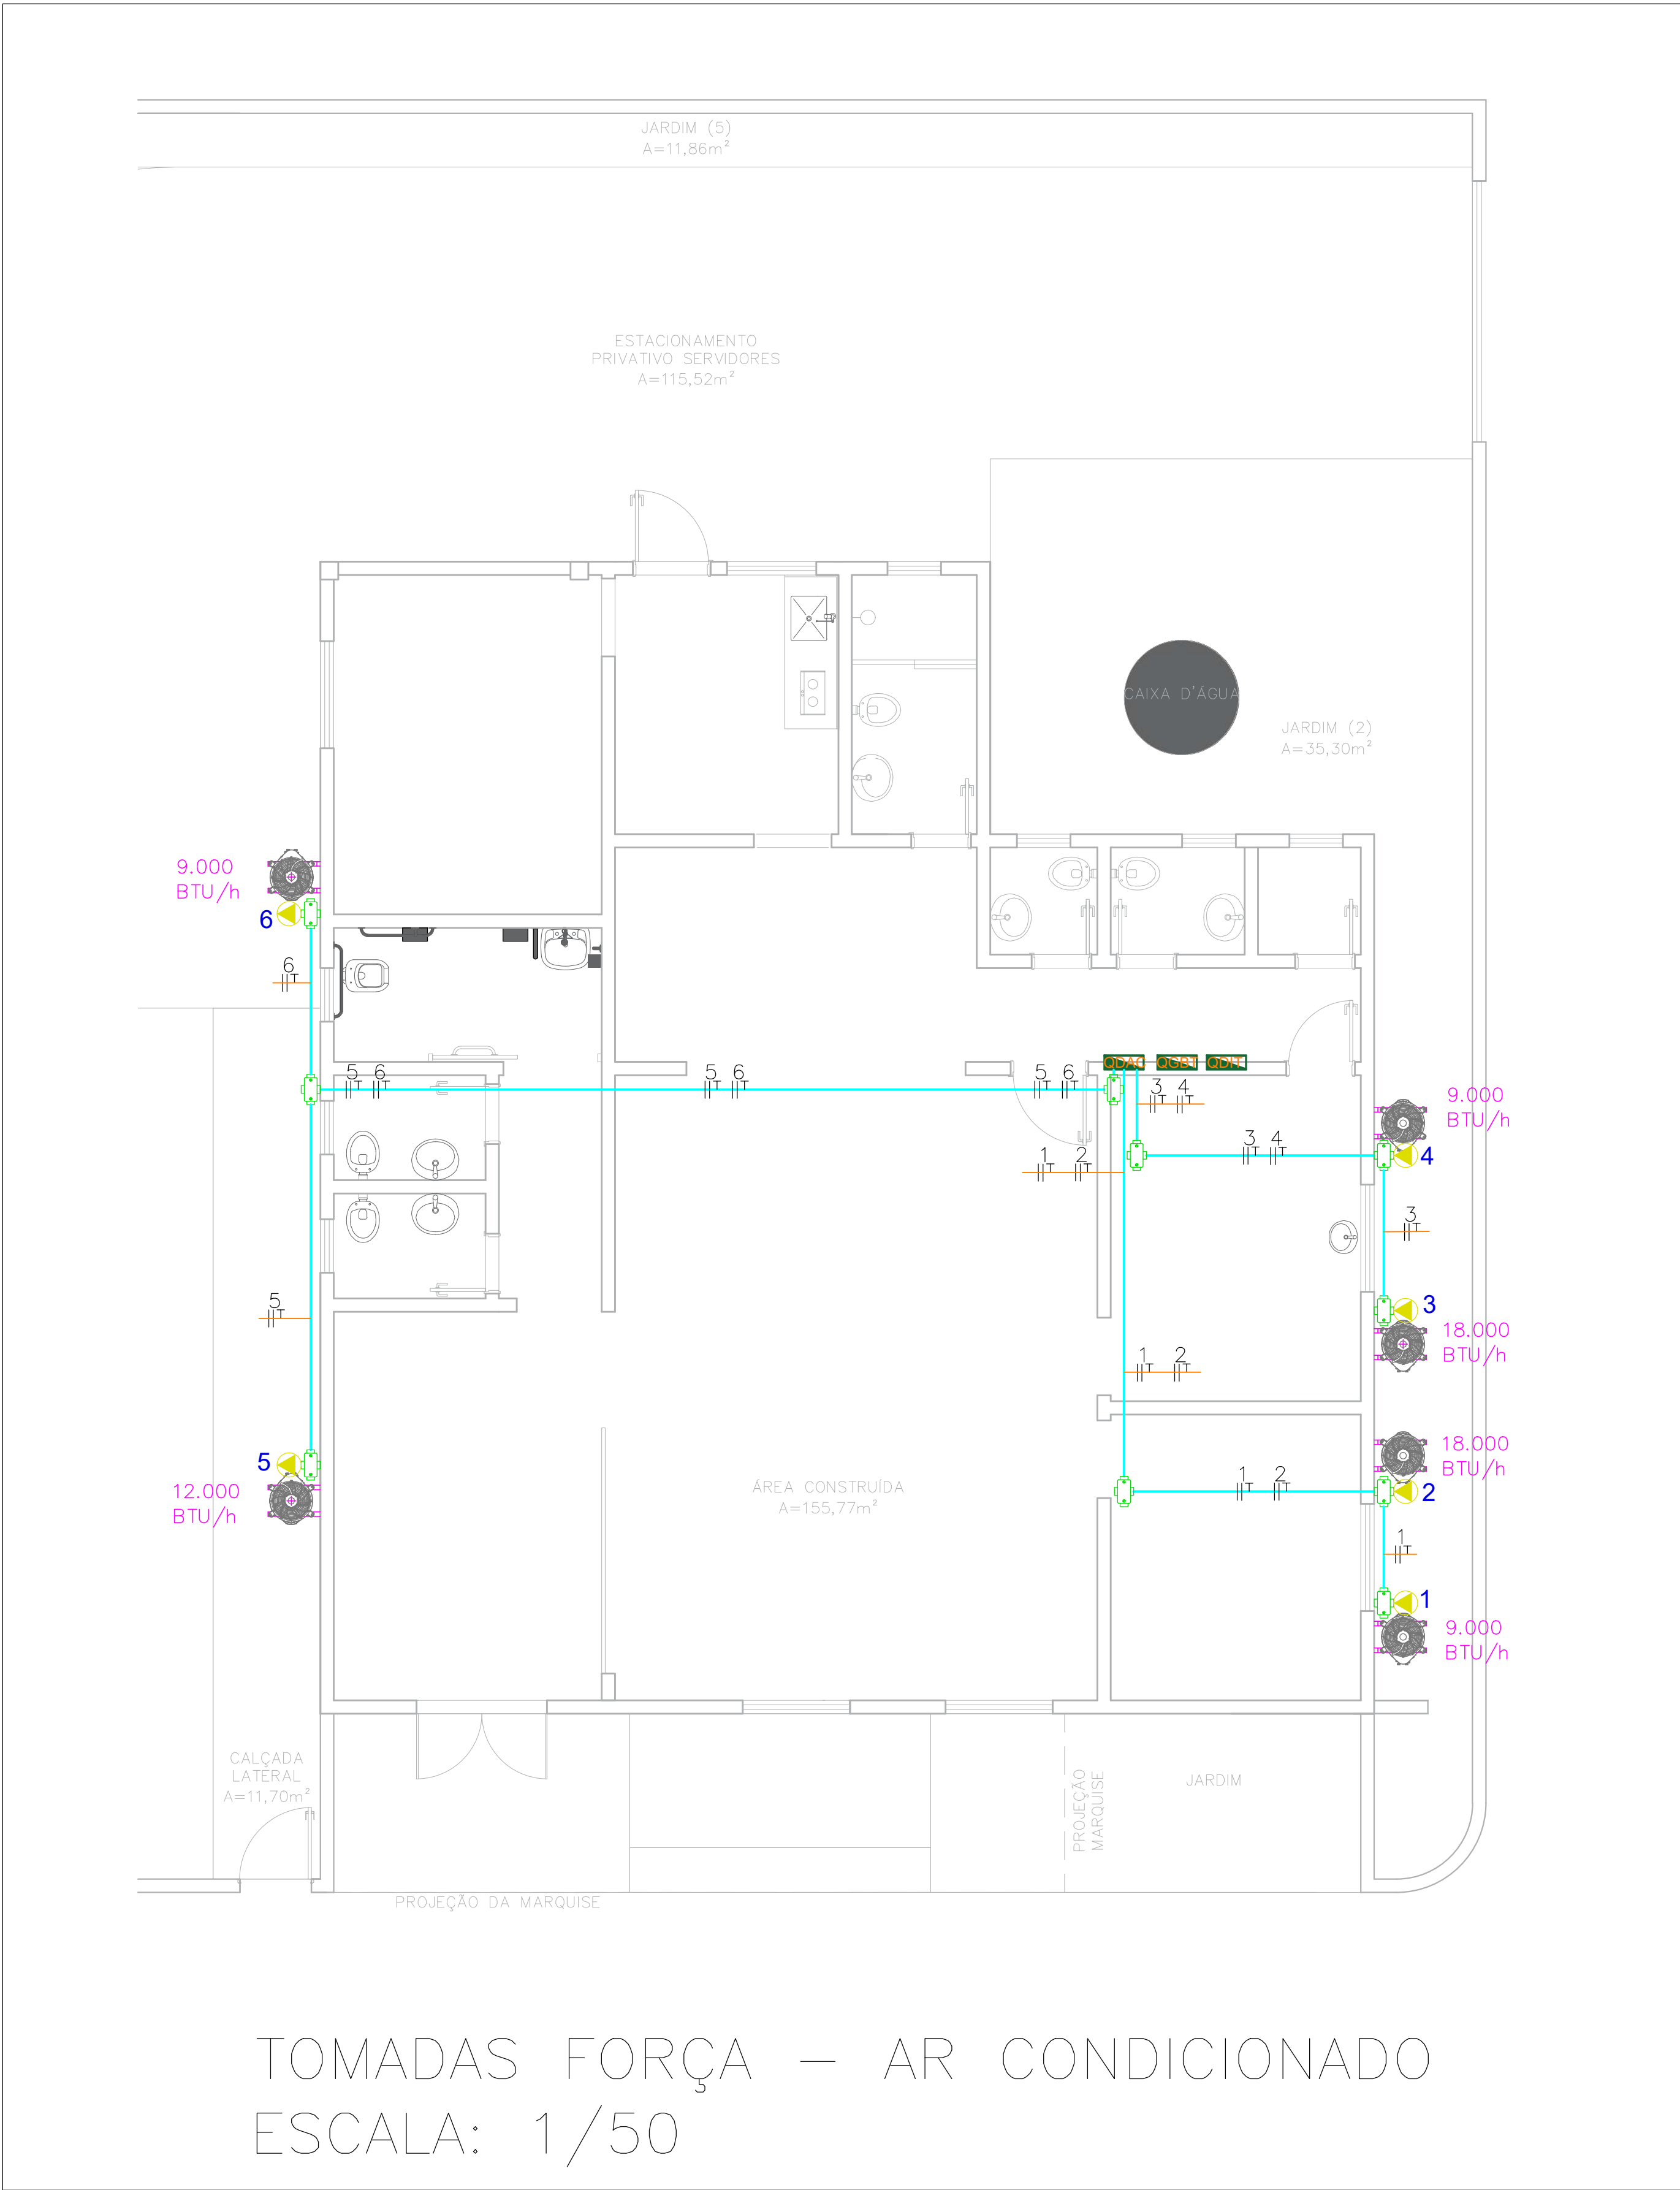 JARDIM (5)
A=11,86m²
ESTACIONAMENTO
PRIVATIVO SERVIDORES
A=115,52m²
CAIXA D'ÁGUA
JARDIM (2)
A=35,30m²
9.000
BTU/h
6
6
T
5 6
T T
5 6
T T
5 6
T T
QDAC QGBT QDIT
3 4
T T
9.000
BTU/h
1 2
T T
3 4
T T
4
3
T
5
T
3
18.000
BTU/h
1 2
T T
18.000
BTU/h
5
12.000
BTU/h
ÁREA CONSTRUÍDA
A=155,77m²
1 2
T T
2
1
T
1
9.000
BTU/h
CALÇADA
LATERAL
A=11,70m²
PROJEÇÃO
MARQUISE
JARDIM
PROJEÇÃO DA MARQUISE
TOMADAS FORÇA – AR CONDICIONADO
ESCALA: 1/50